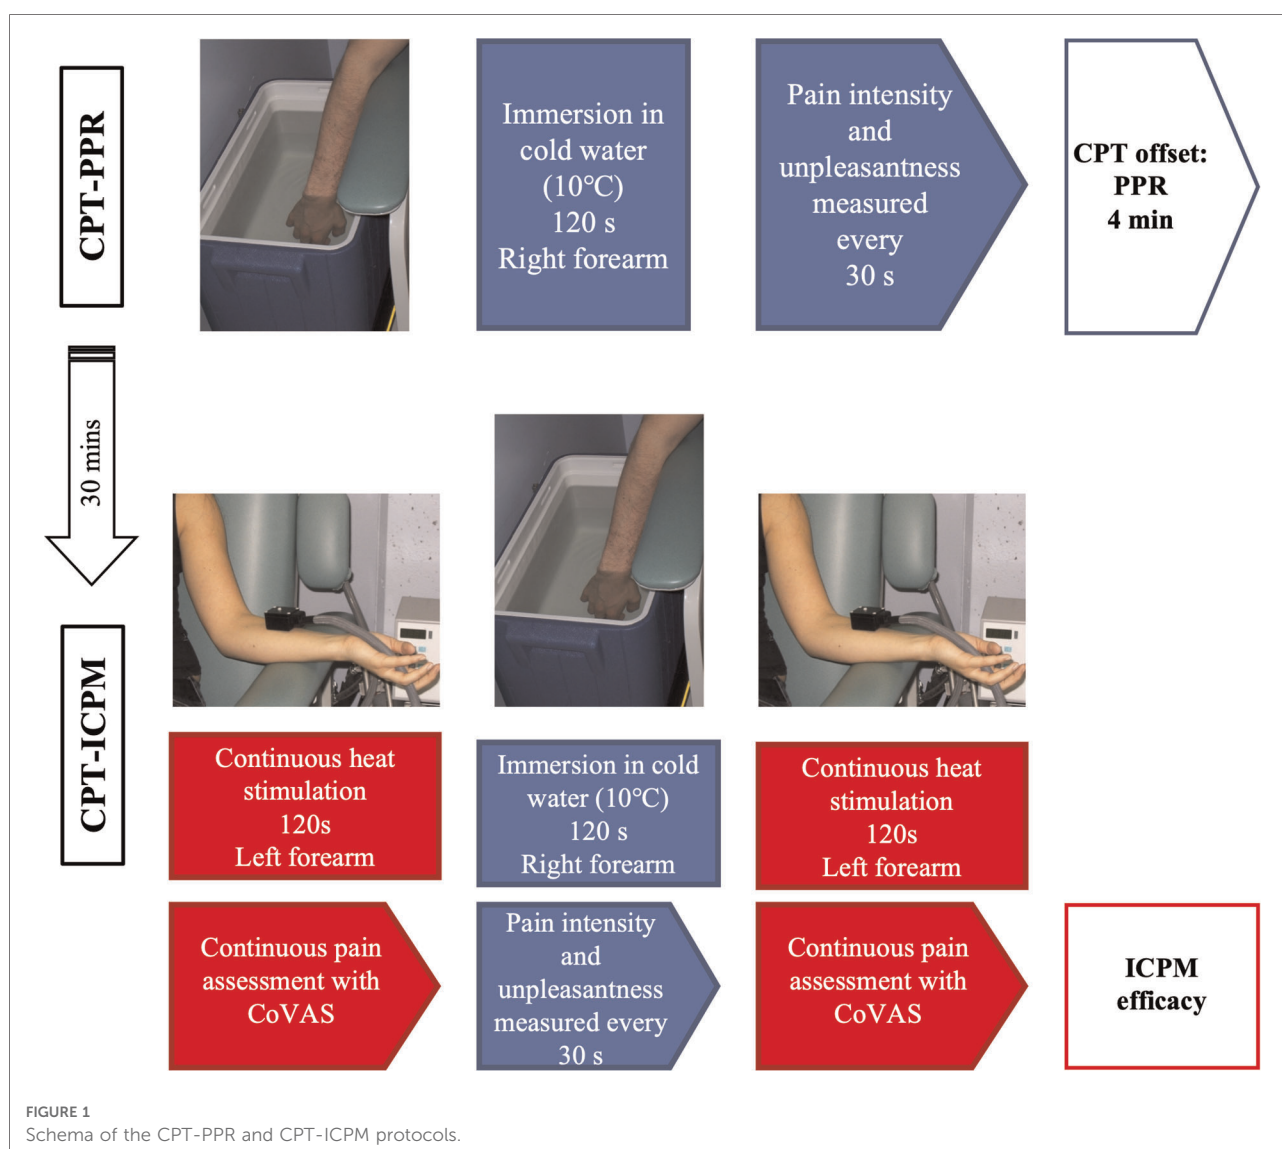 CPT-PPR
Immersion in
cold water
(10℃)
120 s
Right forearm
Pain intensity
and
unpleasantness
measured
every
30 s
CPT offset:
PPR
4 min
30 mins
CPT-ICPM
Continuous heat
stimulation
120s
Left forearm
Immersion in cold
water (10℃)
120 s
Right forearm
Continuous heat
stimulation
120s
Left forearm
Continuous pain
assessment with
CoVAS
Pain intensity
and
unpleasantness
measured every
30 s
Continuous pain
assessment with
CoVAS
ICPM
efficacy
FIGURE 1
Schema of the CPT-PPR and CPT-ICPM protocols.